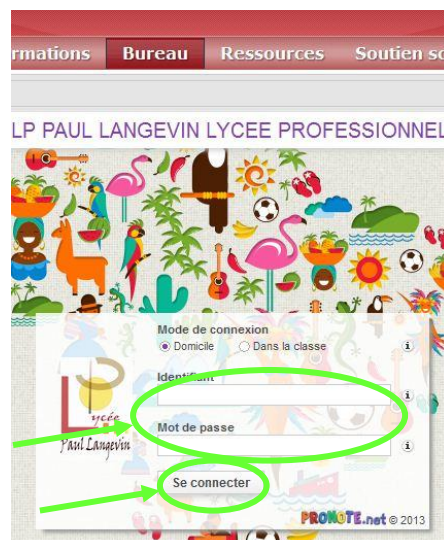 rmations Bureau Ressources Soutien sc
LP PAUL LANGEVIN LYCEE PROFESSIONNEL
Mode de connexion
Domicile Dans la classe
Identifiant
Lycée
Paul Langevin
Mot de passe
Se connecter
PRONOTE.net © 2013